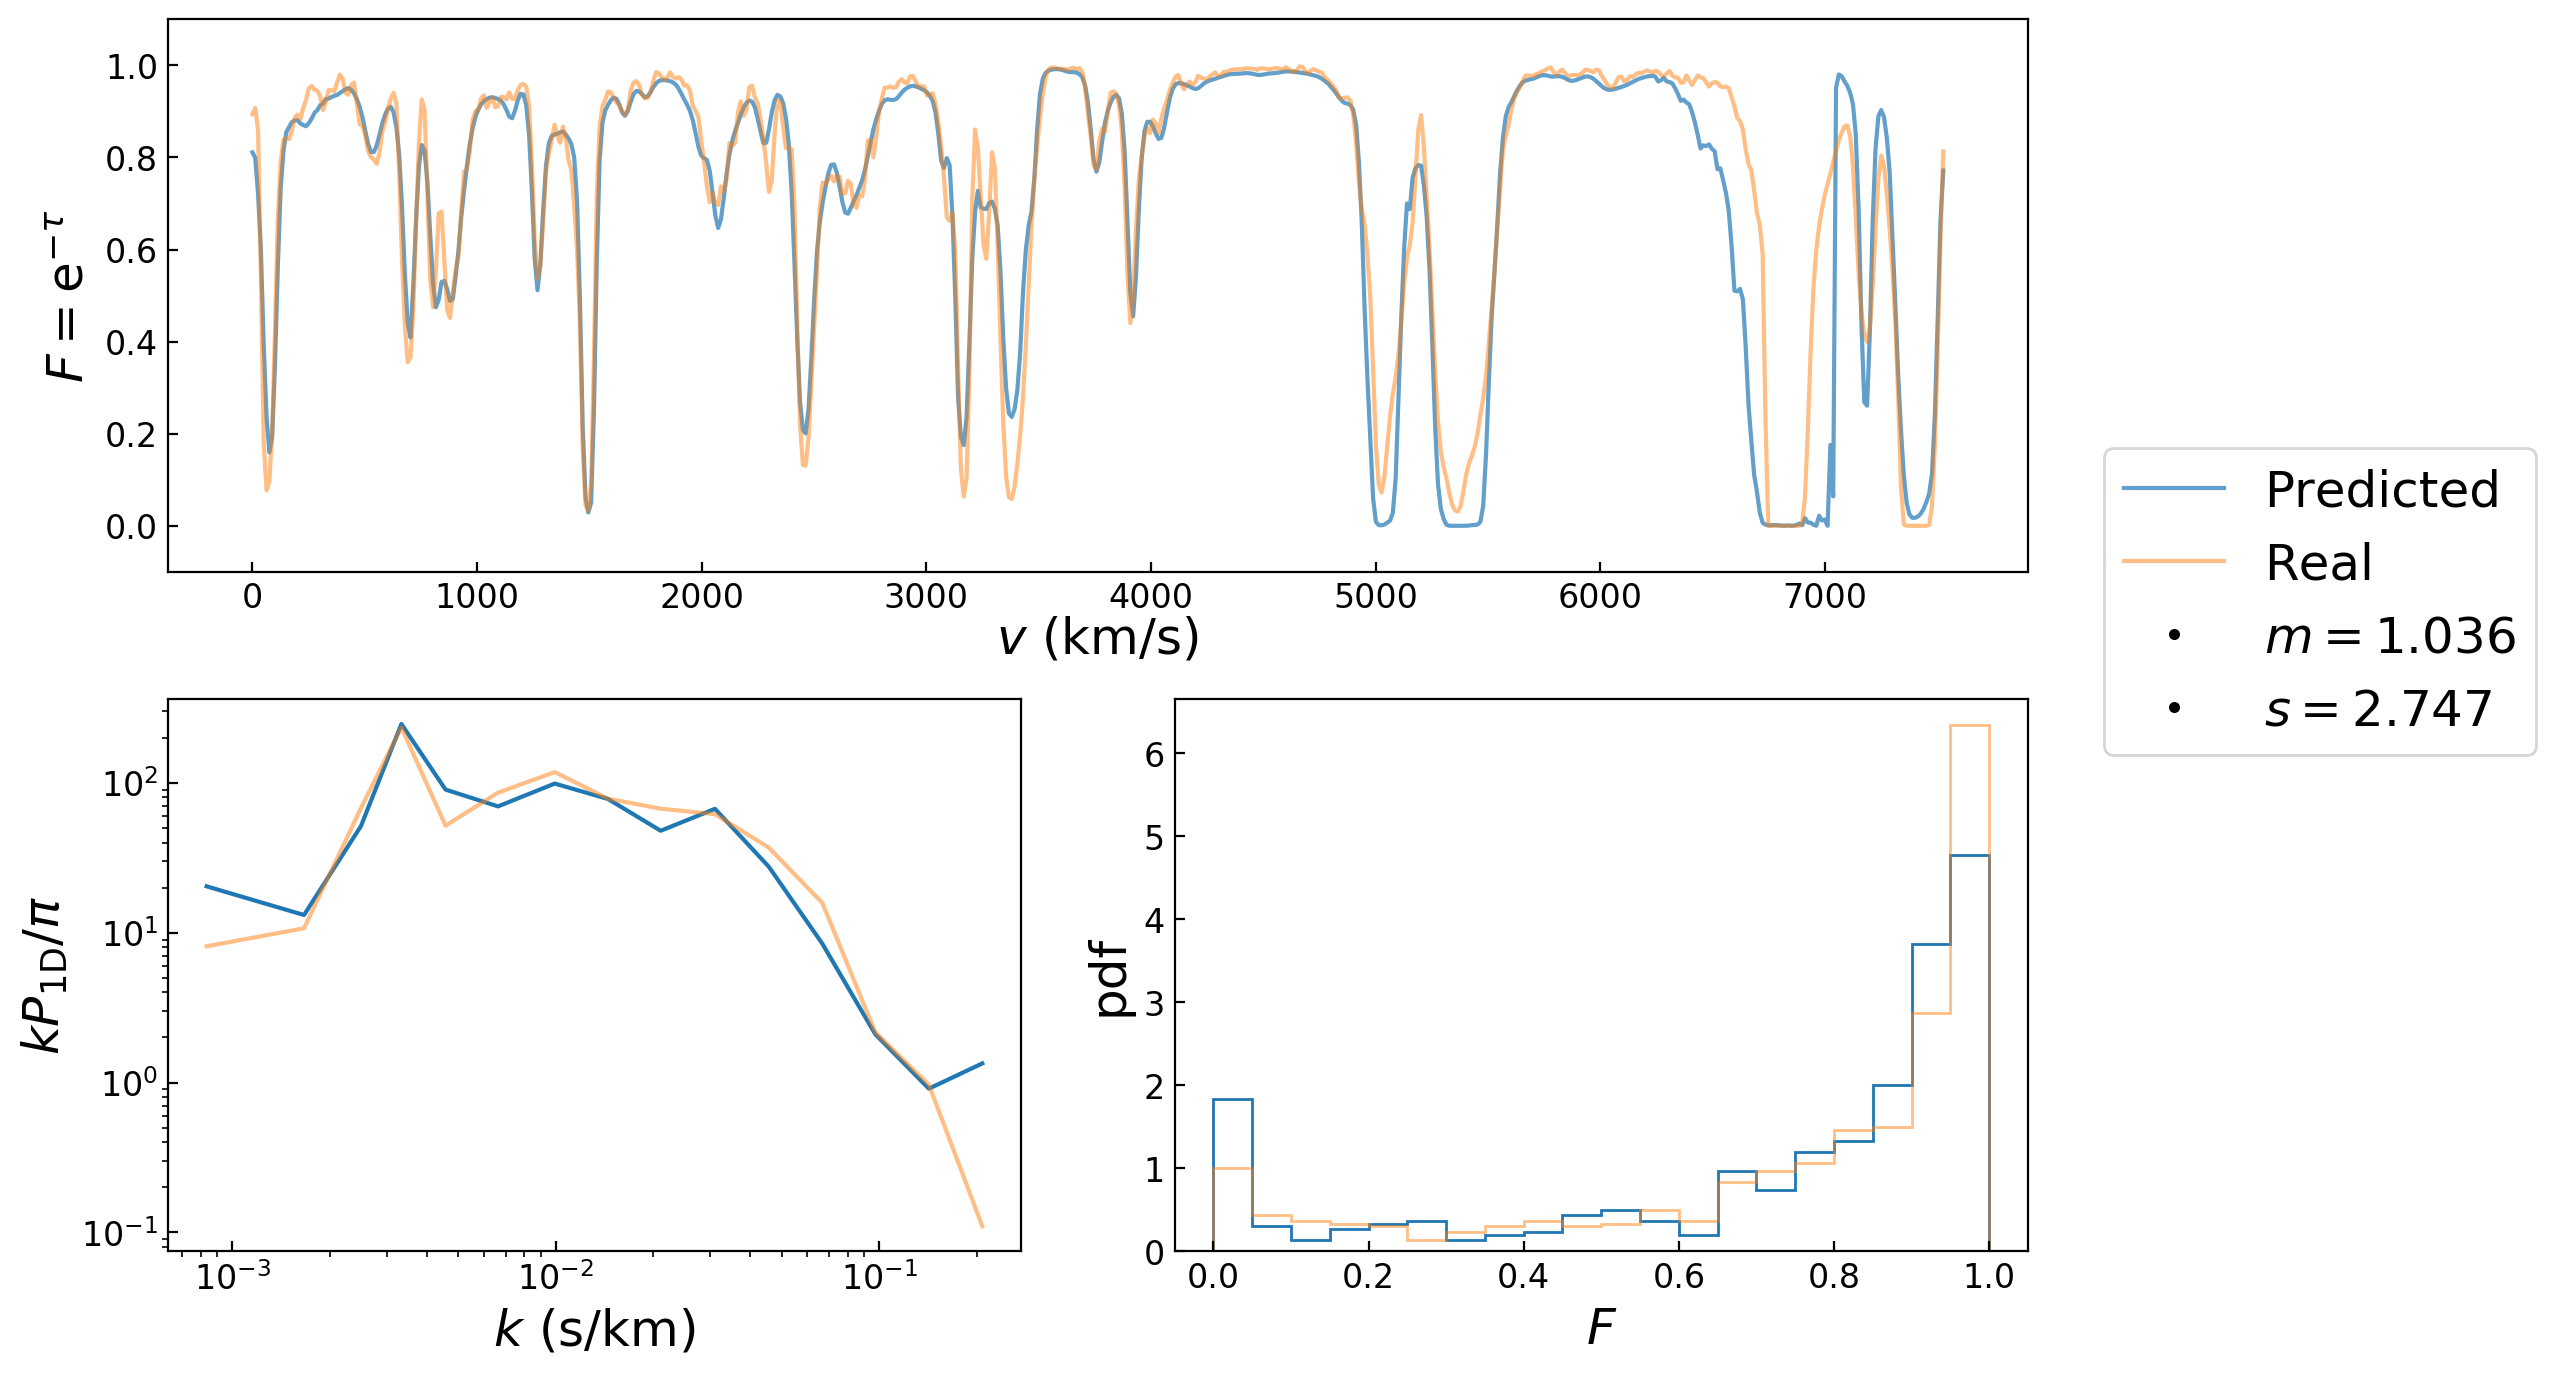 1.0
0.8
0.6
0.4
0.2
0.0
F = e^{-τ}
0 1000 2000 3000 4000 5000 6000 7000
v (km/s)
Predicted
Real
m = 1.036
s = 2.747
10^2
10^1
10^0
10^{-1}
kP_{1D}/π
10^{-3} 10^{-2} 10^{-1}
k (s/km)
6
5
4
3
2
1
0
pdf
0.0 0.2 0.4 0.6 0.8 1.0
F